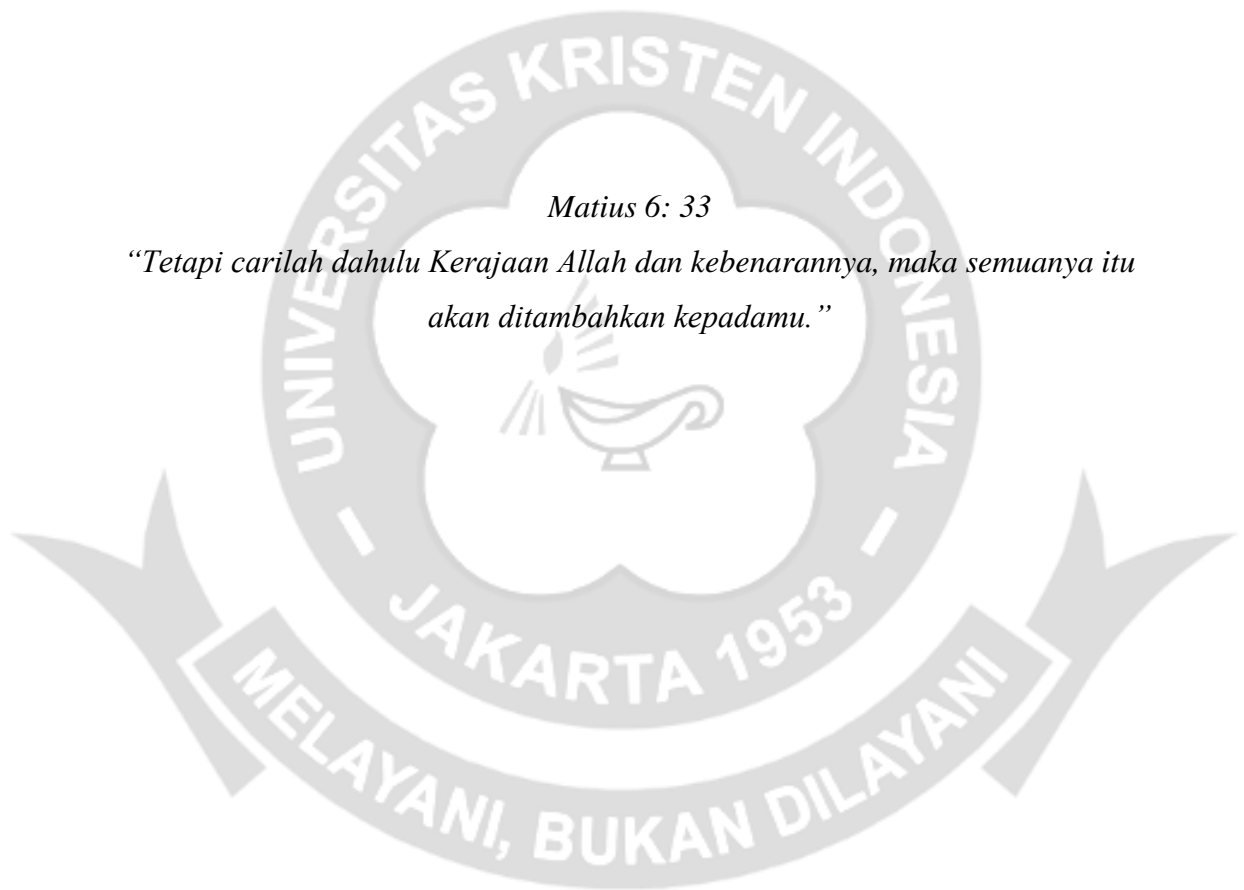 UNIVERSITAS KRISTEN INDONESIA
Matius 6: 33
“Tetapi carilah dahulu Kerajaan Allah dan kebenarannya, maka semuanya itu
akan ditambahkan kepadamu.”
JAKARTA 1953
MELAYANI, BUKAN DILAYANI